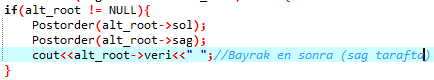 if(alt_root != NULL){
Postorder(alt_root->sol);
Postorder(alt_root->sag);
cout<<alt_root->veri<<" ";//Bayrak en sonra (sag tarafta)
}